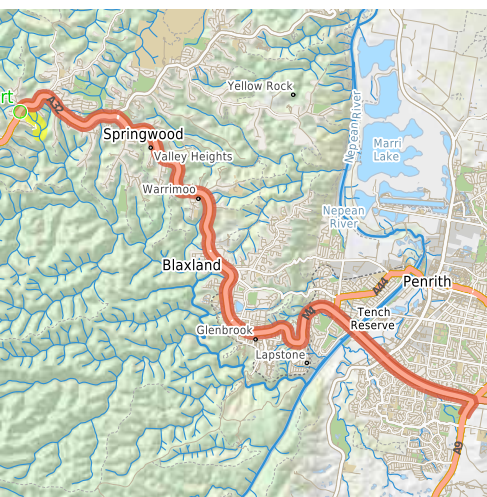 Yellow Rock
rt
A32
Nepean River
Springwood
Marri
Lake
Valley Heights
Warrimoo
Nepean
River
Blaxland
Penrith
A44
M4
Tench
Reserve
Glenbrook
Lapstone
A9